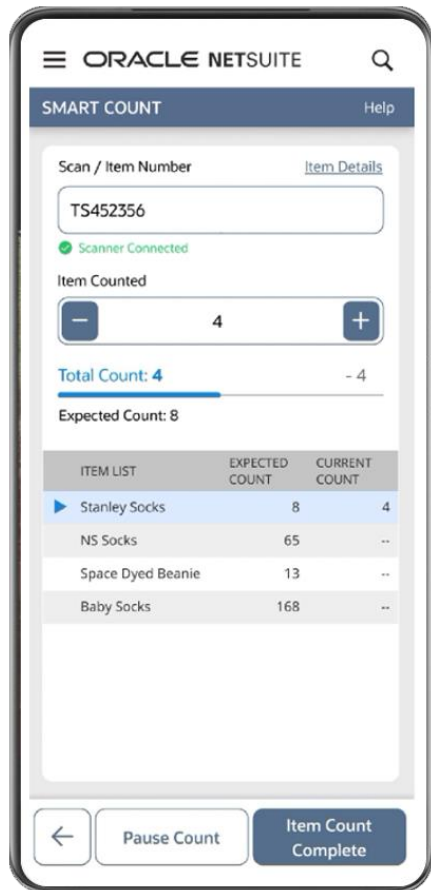 ORACLE NETSUITE
SMART COUNT Help
Scan / Item Number Item Details
TS452356
Scanner Connected
Item Counted
− 4 +
Total Count: 4 - 4
Expected Count: 8
ITEM LIST EXPECTED COUNT CURRENT COUNT
Stanley Socks 8 4
NS Socks 65 --
Space Dyed Beanie 13 --
Baby Socks 168 --
Pause Count Item Count Complete